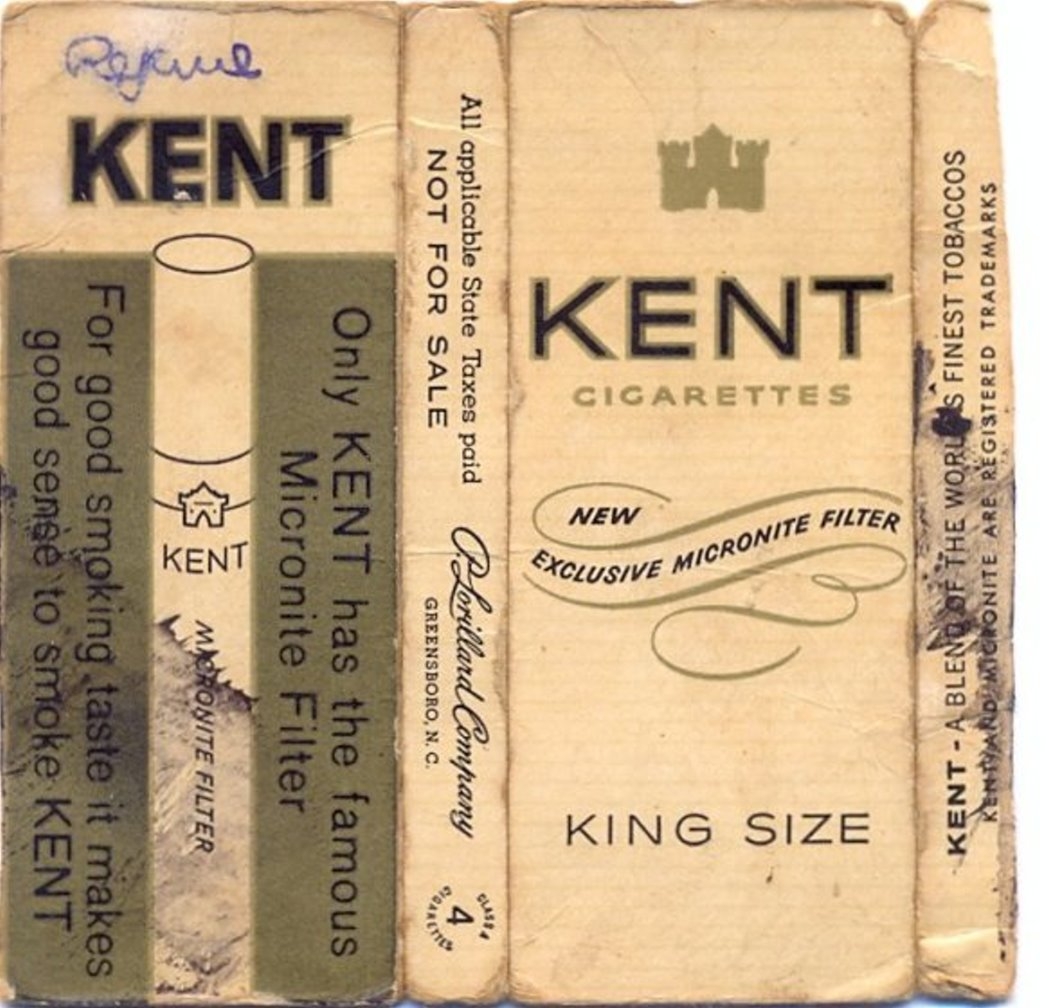 KENT
Only KENT has the famous
Micronite Filter
KENT
MICRONITE FILTER
For good smoking taste it makes
good sense to smoke KENT
All applicable State Taxes paid
NOT FOR SALE
P. Lorillard Company
GREENSBORO, N. C.
CLASS A
4
CIGARETTES
KENT
CIGARETTES
NEW
EXCLUSIVE MICRONITE FILTER
KING SIZE
KENT - A BLEND OF THE WORLD'S FINEST TOBACCOS
KENT AND MICRONITE ARE REGISTERED TRADEMARKS